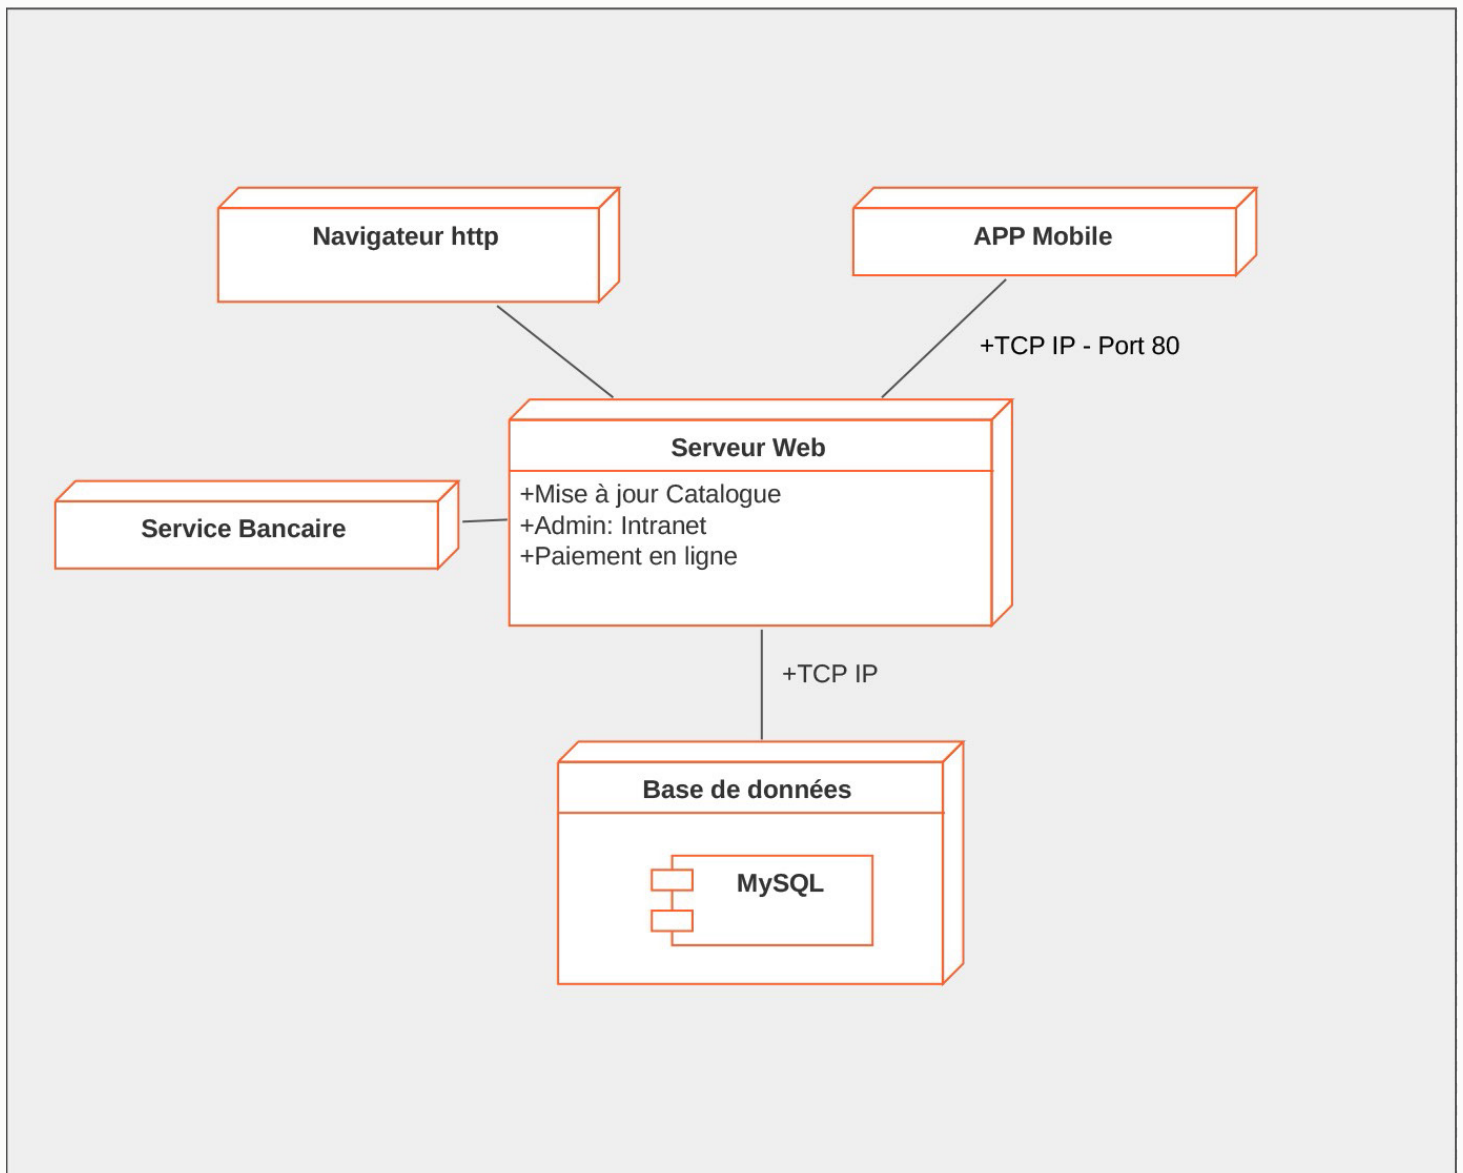 Navigateur http
APP Mobile
+TCP IP - Port 80
Serveur Web
+Mise à jour Catalogue
+Admin: Intranet
+Paiement en ligne
Service Bancaire
+TCP IP
Base de données
MySQL